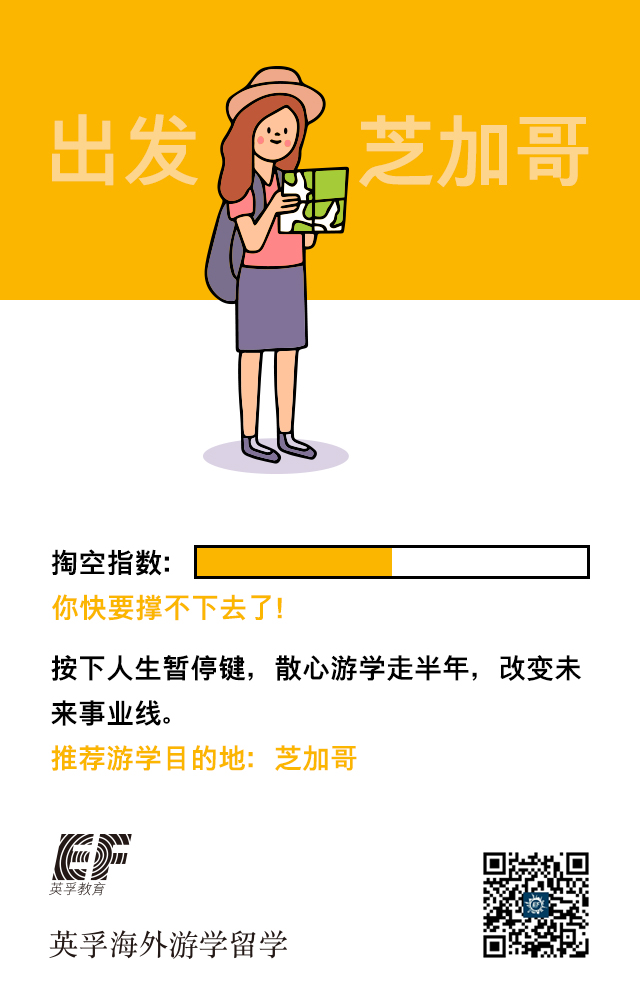 出发 芝加哥
掏空指数:
你快要撑不下去了!
按下人生暂停键，散心游学走半年，改变未
来事业线。
推荐游学目的地: 芝加哥
EF
英孚教育
英孚海外游学留学